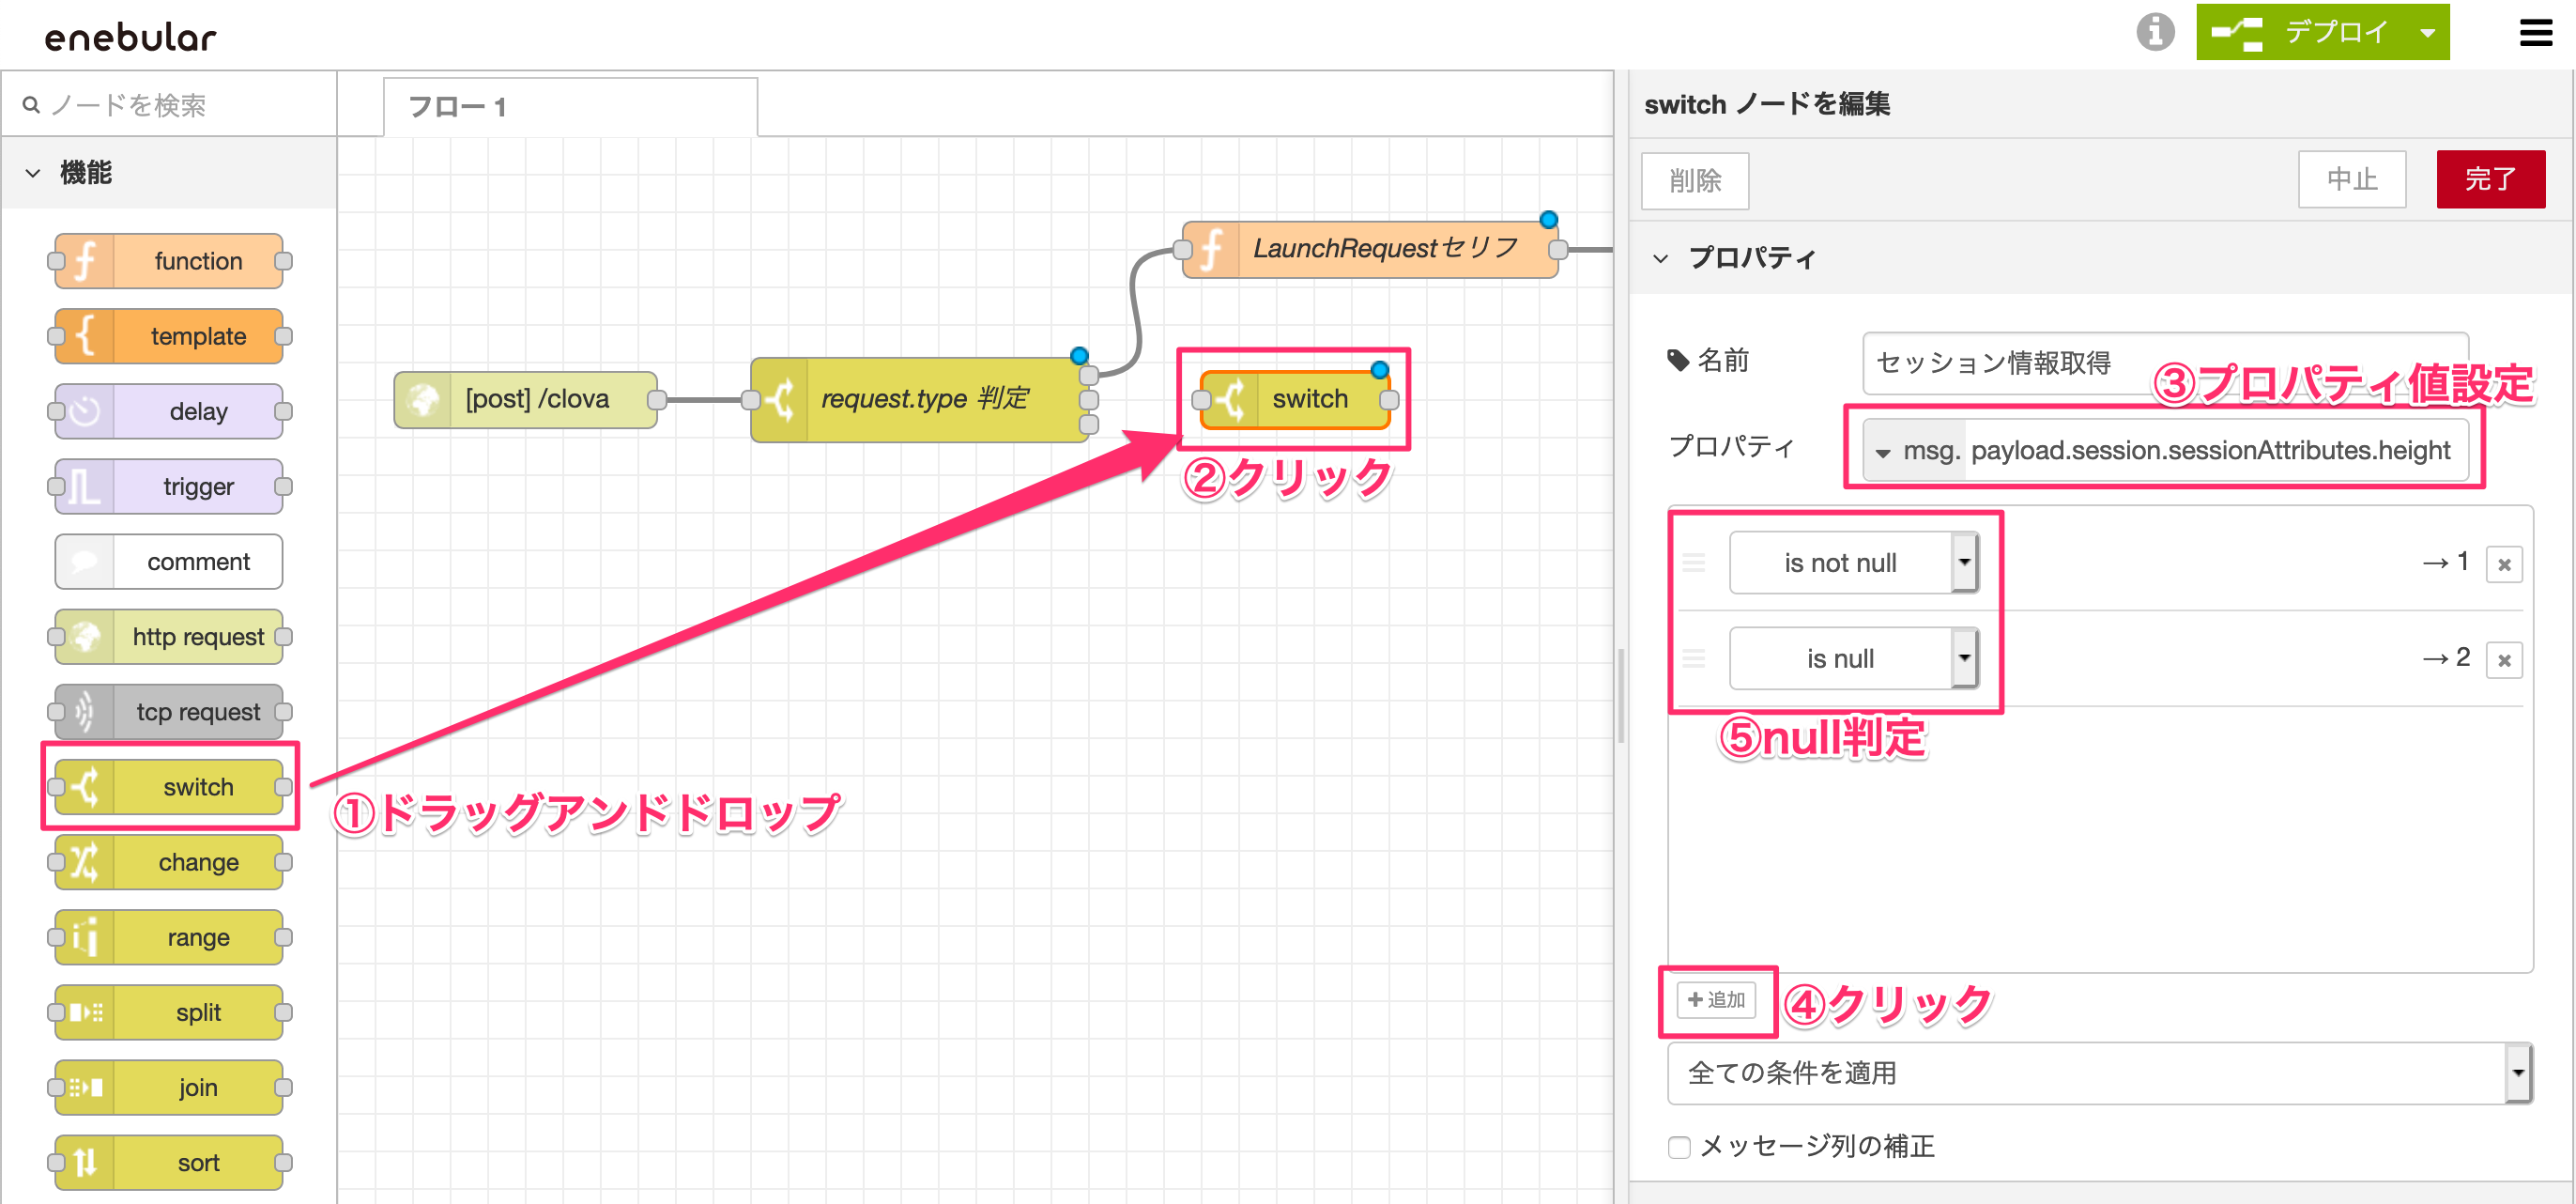 enebular
デプロイ
ノードを検索
フロー 1
機能
function
template
delay
trigger
comment
http request
tcp request
switch
change
range
split
join
sort
[post] /clova
request.type 判定
LaunchRequestセリフ
switch
①ドラッグアンドドロップ
②クリック
switch ノードを編集
削除
中止
完了
プロパティ
名前
セッション情報取得
③プロパティ値設定
プロパティ
msg. payload.session.sessionAttributes.height
is not null
→ 1
is null
→ 2
⑤null判定
+ 追加
④クリック
全ての条件を適用
メッセージ列の補正